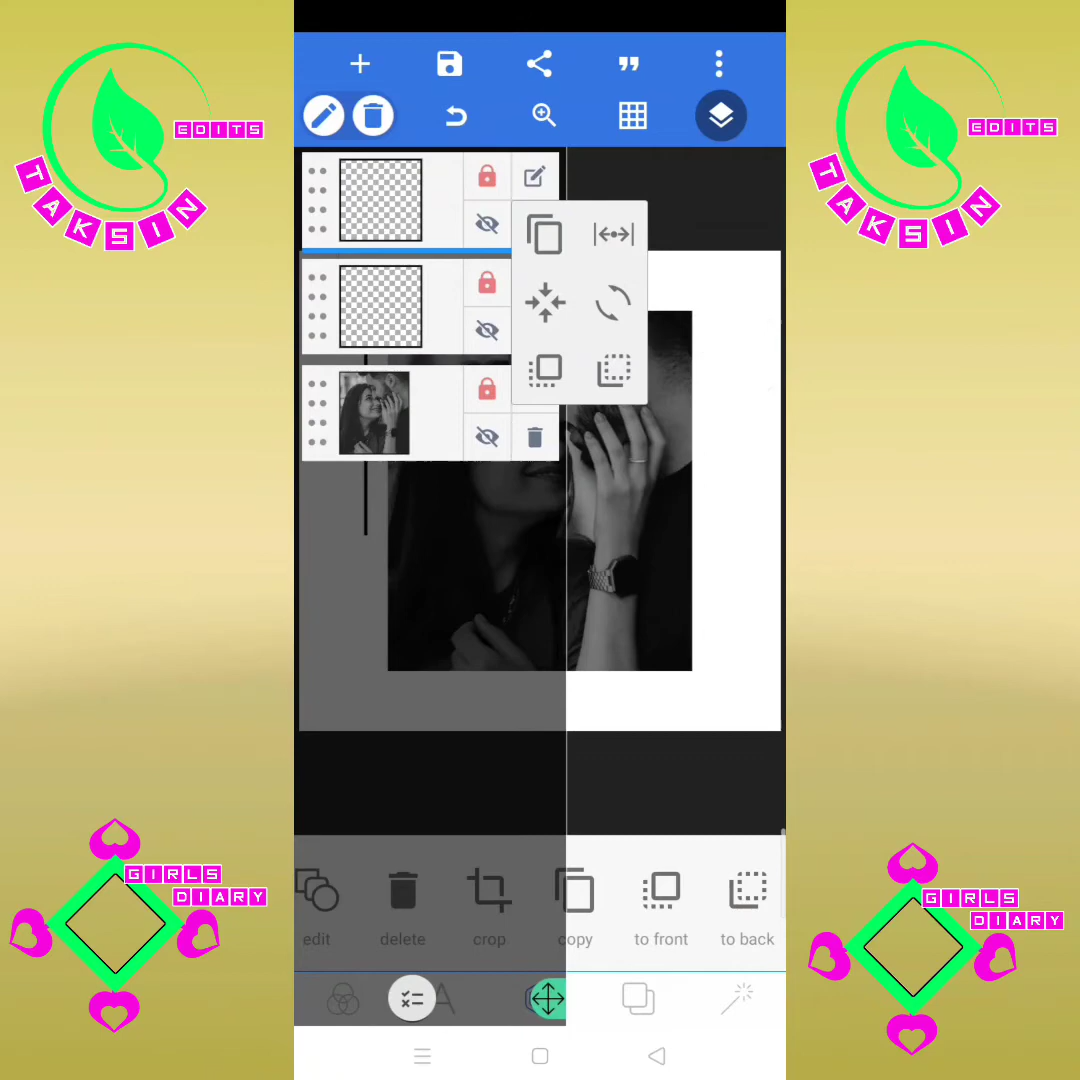 EDITS
TAKSIN
EDITS
TAKSIN
GIRLS
DIARY
GIRLS
DIARY
edit
delete
crop
copy
to front
to back